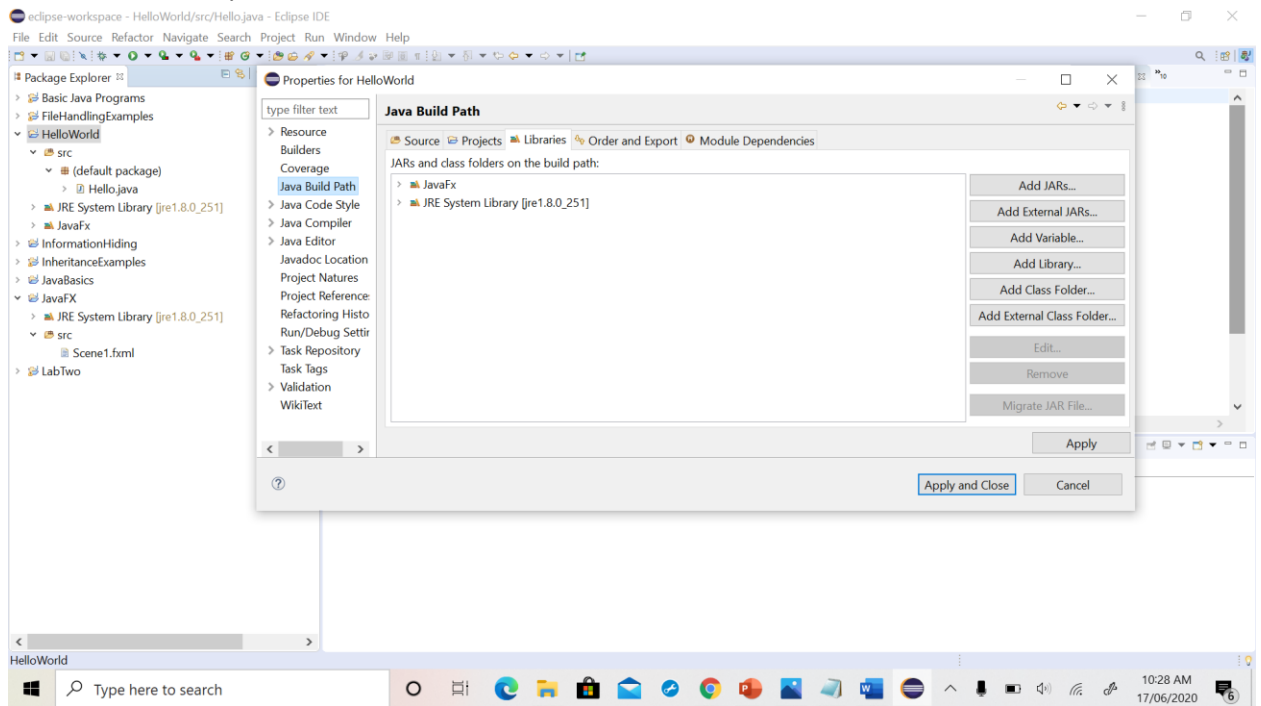 eclipse-workspace - HelloWorld/src/Hello.java - Eclipse IDE
File Edit Source Refactor Navigate Search Project Run Window Help
Package Explorer
Basic Java Programs
FileHandlingExamples
HelloWorld
src
(default package)
Hello.java
JRE System Library [jre1.8.0_251]
JavaFx
InformationHiding
InheritanceExamples
JavaBasics
JavaFX
JRE System Library [jre1.8.0_251]
src
Scene1.fxml
LabTwo
Properties for HelloWorld
type filter text
Resource
Builders
Coverage
Java Build Path
Java Code Style
Java Compiler
Java Editor
Javadoc Location
Project Natures
Project Reference
Refactoring Histo
Run/Debug Settin
Task Repository
Task Tags
Validation
WikiText
Java Build Path
Source Projects Libraries Order and Export Module Dependencies
JARs and class folders on the build path:
JavaFx
JRE System Library [jre1.8.0_251]
Add JARs...
Add External JARs...
Add Variable...
Add Library...
Add Class Folder...
Add External Class Folder...
Edit...
Remove
Migrate JAR File...
Apply
Apply and Close Cancel
10
HelloWorld
Type here to search
10:28 AM
17/06/2020
6